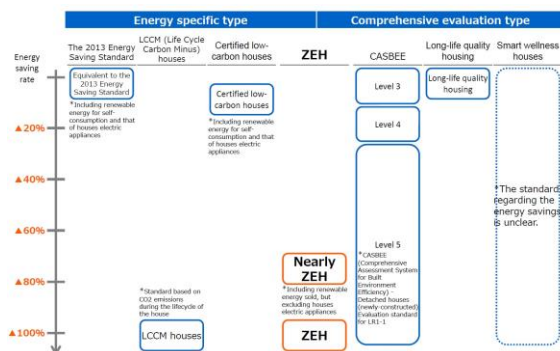 Energy specific type
Comprehensive evaluation type
Energy
saving
rate
The 2013 Energy
Saving Standard
LCCM (Life Cycle
Carbon Minus)
houses
Certified low-
carbon houses
ZEH
CASBEE
Long-life quality
housing
Smart wellness
houses
Equivalent to the
2013 Energy
Saving Standard
*Including renewable
energy for self-
consumption and that
of houses electric
appliances
Certified low-
carbon houses
*Including renewable
energy for self-
consumption and that
of houses electric
appliances
Level 3
Long-life quality
housing
▲20%
Level 4
▲40%
*The standard
regarding the
energy savings
is unclear.
▲60%
Level 5
Nearly
ZEH
*CASBEE
(Comprehensive
Assessment System
for Built
Environment
Efficiency) -
Detached houses
(newly-constructed)
Evaluation standard
for LR1-1
▲80%
*Standard based on
CO2 emissions
during the lifecycle of
the house
*Including renewable
energy sold, but
excluding houses
electric appliances
▲100%
LCCM houses
ZEH